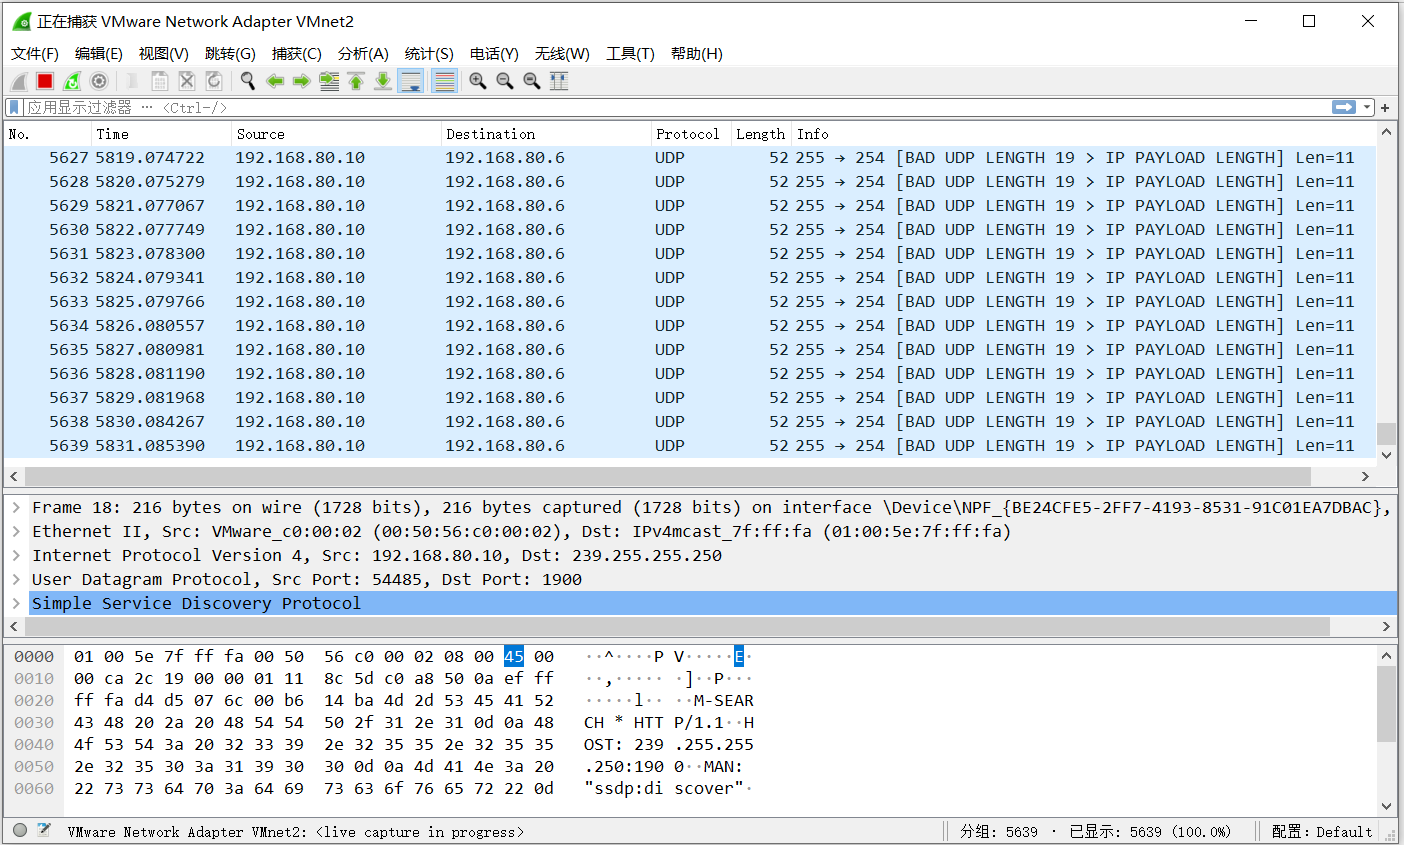 正在捕获 VMware Network Adapter VMnet2
文件(F) 编辑(E) 视图(V) 跳转(G) 捕获(C) 分析(A) 统计(S) 电话(Y) 无线(W) 工具(T) 帮助(H)
应用显示过滤器 … <Ctrl-/>
No. Time Source Destination Protocol Length Info
5627 5819.074722 192.168.80.10 192.168.80.6 UDP 52 255 → 254 [BAD UDP LENGTH 19 > IP PAYLOAD LENGTH] Len=11
5628 5820.075279 192.168.80.10 192.168.80.6 UDP 52 255 → 254 [BAD UDP LENGTH 19 > IP PAYLOAD LENGTH] Len=11
5629 5821.077067 192.168.80.10 192.168.80.6 UDP 52 255 → 254 [BAD UDP LENGTH 19 > IP PAYLOAD LENGTH] Len=11
5630 5822.077749 192.168.80.10 192.168.80.6 UDP 52 255 → 254 [BAD UDP LENGTH 19 > IP PAYLOAD LENGTH] Len=11
5631 5823.078300 192.168.80.10 192.168.80.6 UDP 52 255 → 254 [BAD UDP LENGTH 19 > IP PAYLOAD LENGTH] Len=11
5632 5824.079341 192.168.80.10 192.168.80.6 UDP 52 255 → 254 [BAD UDP LENGTH 19 > IP PAYLOAD LENGTH] Len=11
5633 5825.079766 192.168.80.10 192.168.80.6 UDP 52 255 → 254 [BAD UDP LENGTH 19 > IP PAYLOAD LENGTH] Len=11
5634 5826.080557 192.168.80.10 192.168.80.6 UDP 52 255 → 254 [BAD UDP LENGTH 19 > IP PAYLOAD LENGTH] Len=11
5635 5827.080981 192.168.80.10 192.168.80.6 UDP 52 255 → 254 [BAD UDP LENGTH 19 > IP PAYLOAD LENGTH] Len=11
5636 5828.081190 192.168.80.10 192.168.80.6 UDP 52 255 → 254 [BAD UDP LENGTH 19 > IP PAYLOAD LENGTH] Len=11
5637 5829.081968 192.168.80.10 192.168.80.6 UDP 52 255 → 254 [BAD UDP LENGTH 19 > IP PAYLOAD LENGTH] Len=11
5638 5830.084267 192.168.80.10 192.168.80.6 UDP 52 255 → 254 [BAD UDP LENGTH 19 > IP PAYLOAD LENGTH] Len=11
5639 5831.085390 192.168.80.10 192.168.80.6 UDP 52 255 → 254 [BAD UDP LENGTH 19 > IP PAYLOAD LENGTH] Len=11
Frame 18: 216 bytes on wire (1728 bits), 216 bytes captured (1728 bits) on interface \Device\NPF_{BE24CFE5-2FF7-4193-8531-91C01EA7DBAC},
Ethernet II, Src: VMware_c0:00:02 (00:50:56:c0:00:02), Dst: IPv4mcast_7f:ff:fa (01:00:5e:7f:ff:fa)
Internet Protocol Version 4, Src: 192.168.80.10, Dst: 239.255.255.250
User Datagram Protocol, Src Port: 54485, Dst Port: 1900
Simple Service Discovery Protocol
0000 01 00 5e 7f ff fa 00 50 56 c0 00 02 08 00 45 00 ··^····P V·····E·
0010 00 ca 2c 19 00 00 01 11 8c 5d c0 a8 50 0a ef ff ··,····· ·]··P···
0020 ff fa d4 d5 07 6c 00 b6 14 ba 4d 2d 53 45 41 52 ·····l·· ··M-SEAR
0030 43 48 20 2a 20 48 54 54 50 2f 31 2e 31 0d 0a 48 CH * HTT P/1.1··H
0040 4f 53 54 3a 20 32 33 39 2e 32 35 35 2e 32 35 35 OST: 239 .255.255
0050 2e 32 35 30 3a 31 39 30 30 0d 0a 4d 41 4e 3a 20 .250:190 0··MAN: 
0060 22 73 73 64 70 3a 64 69 73 63 6f 76 65 72 22 0d "ssdp:di scover"·
VMware Network Adapter VMnet2: <live capture in progress> 分组: 5639 · 已显示: 5639 (100.0%) 配置: Default